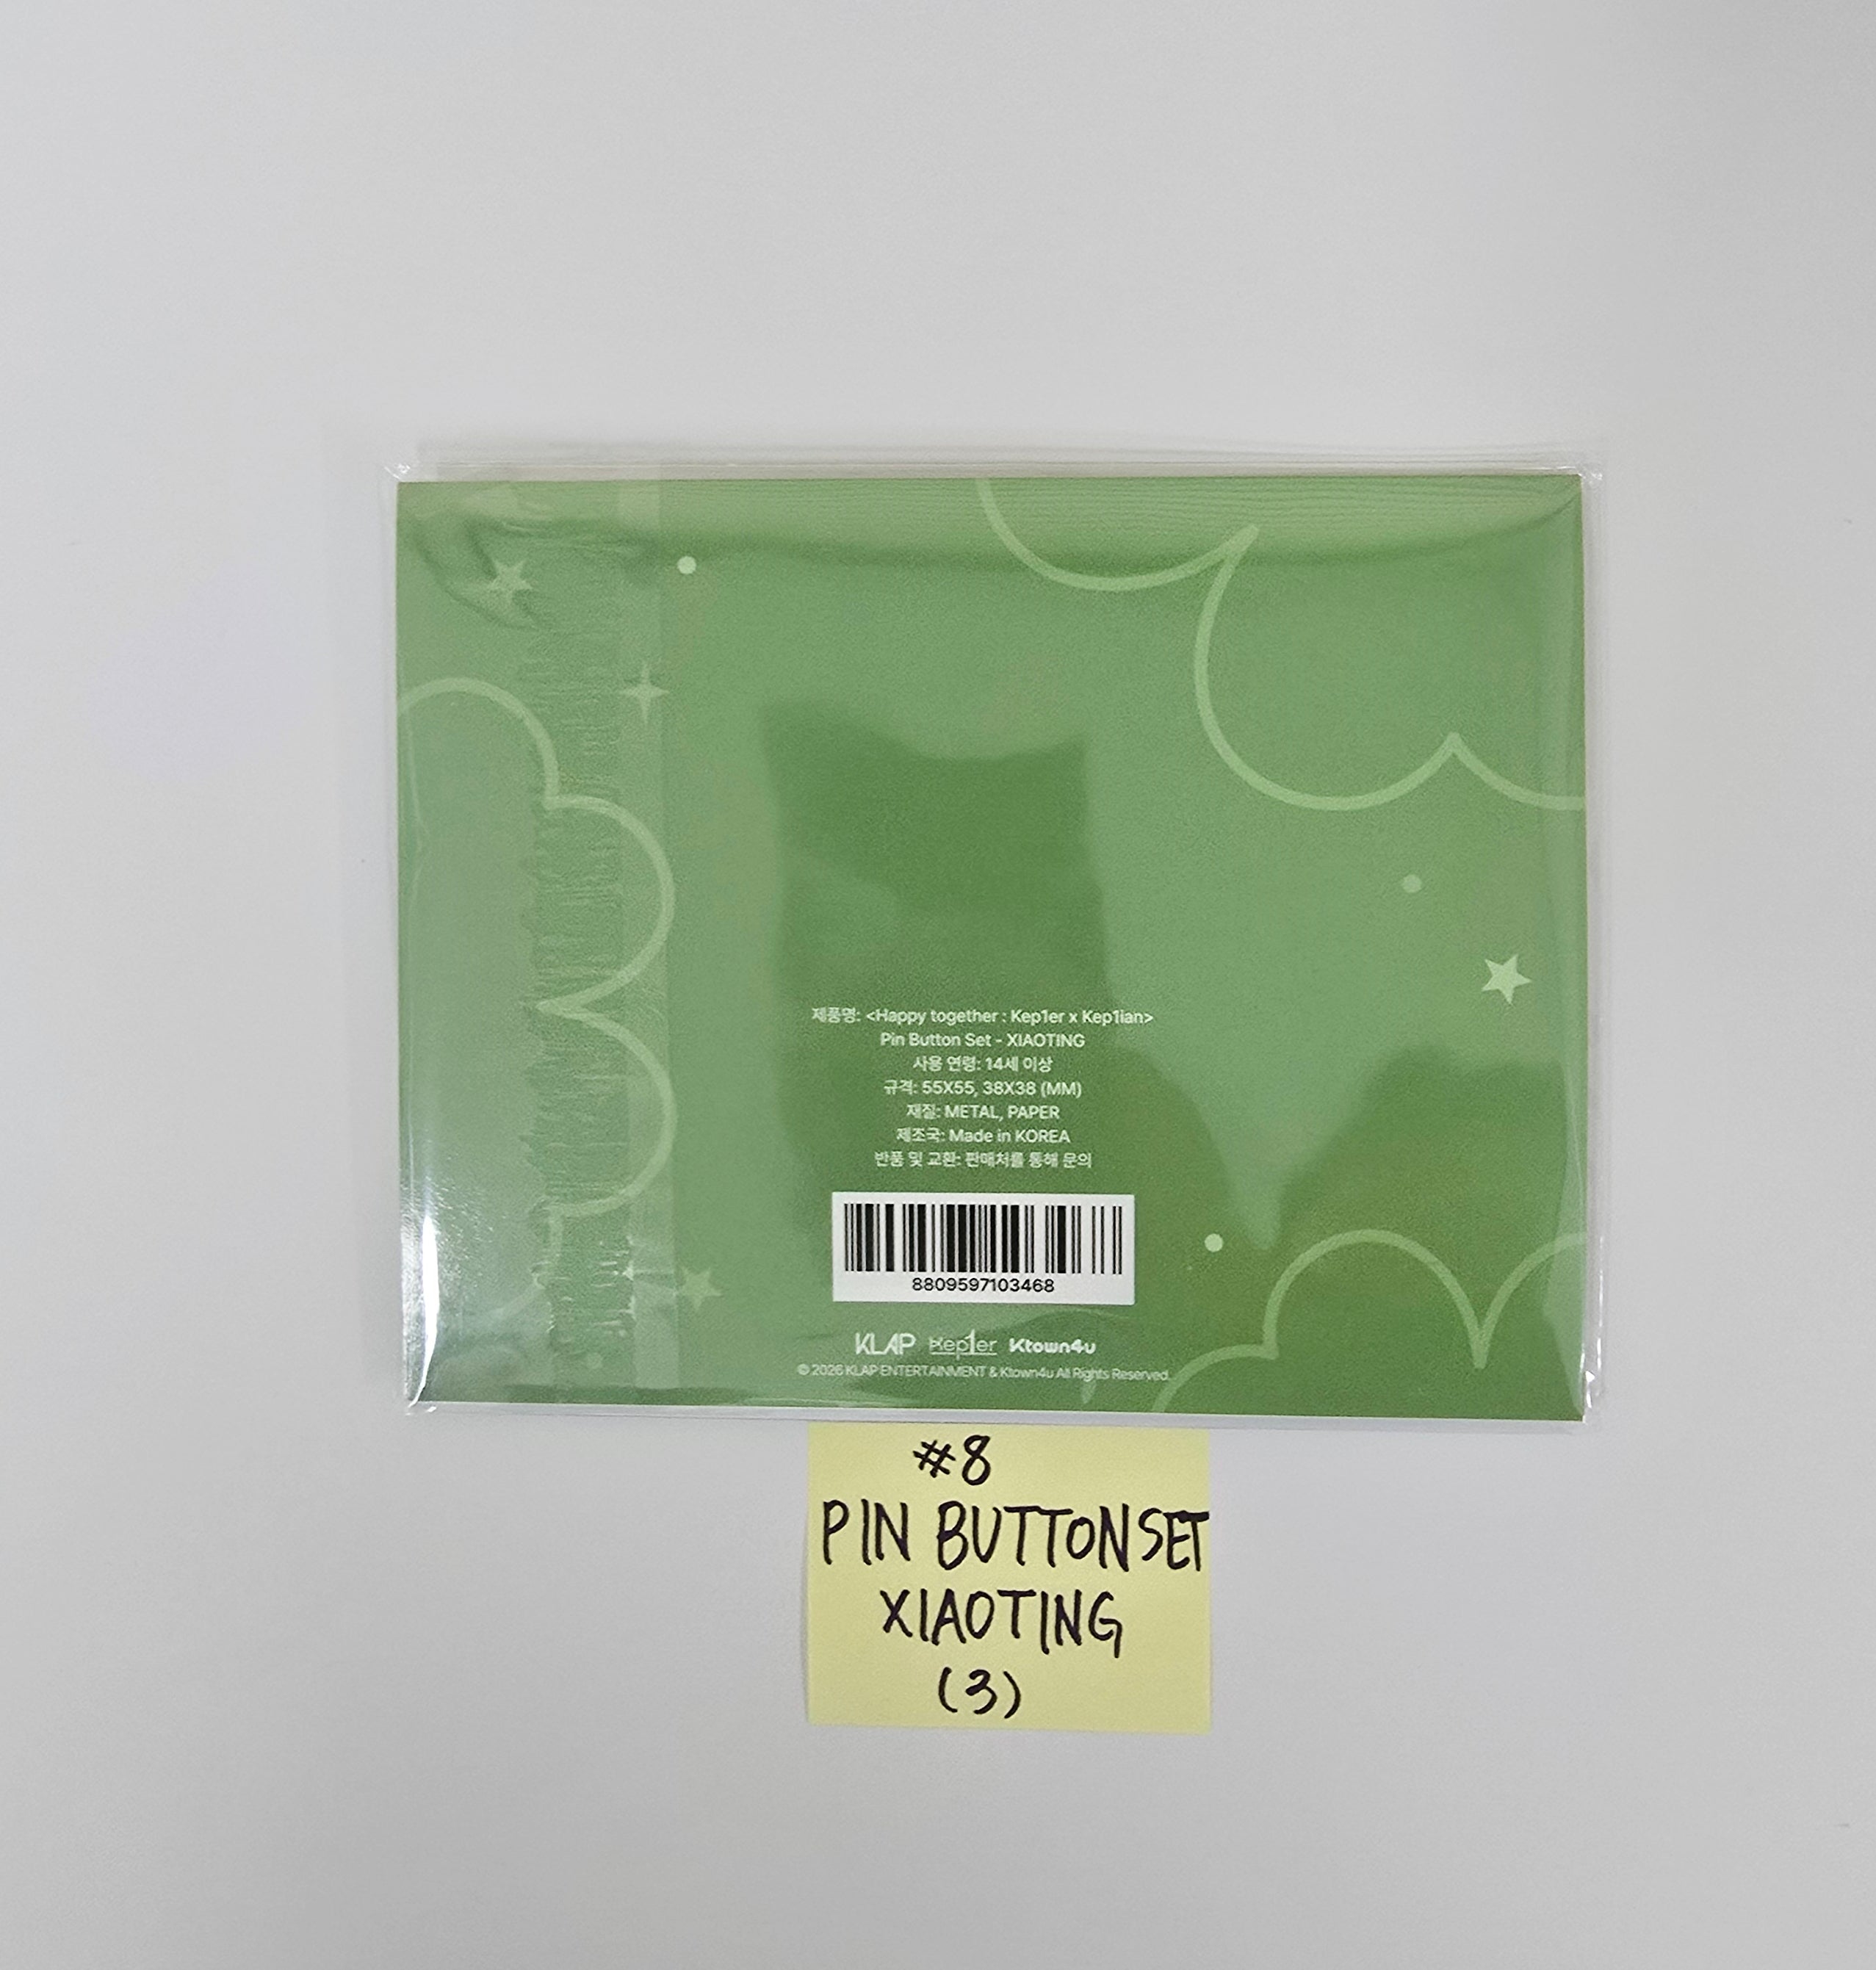 제품명: <Happy together : Kep1er x Kep1ian>
Pin Button Set - XIAOTING
사용 연령: 14세 이상
규격: 55X55, 38X38 (MM)
재질: METAL, PAPER
제조국: Made in KOREA
반품 및 교환: 판매처를 통해 문의
8809597103468
KLAP Kep1er Ktown4u
© 2026 KLAP ENTERTAINMENT & Ktown4u All Rights Reserved.
#8
PIN BUTTON SET
XIAOTING
(3)